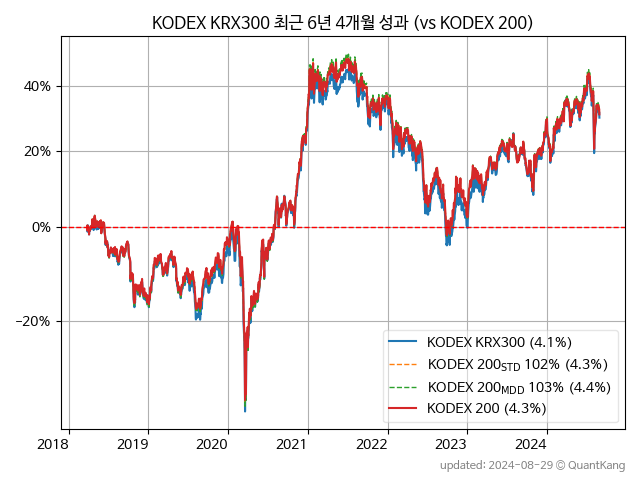 KODEX KRX300 최근 6년 4개월 성과 (vs KODEX 200)
40%
20%
0%
−20%
KODEX KRX300 (4.1%)
KODEX 200STD 102% (4.3%)
KODEX 200MDD 103% (4.4%)
KODEX 200 (4.3%)
2018 2019 2020 2021 2022 2023 2024
updated: 2024-08-29 © QuantKang